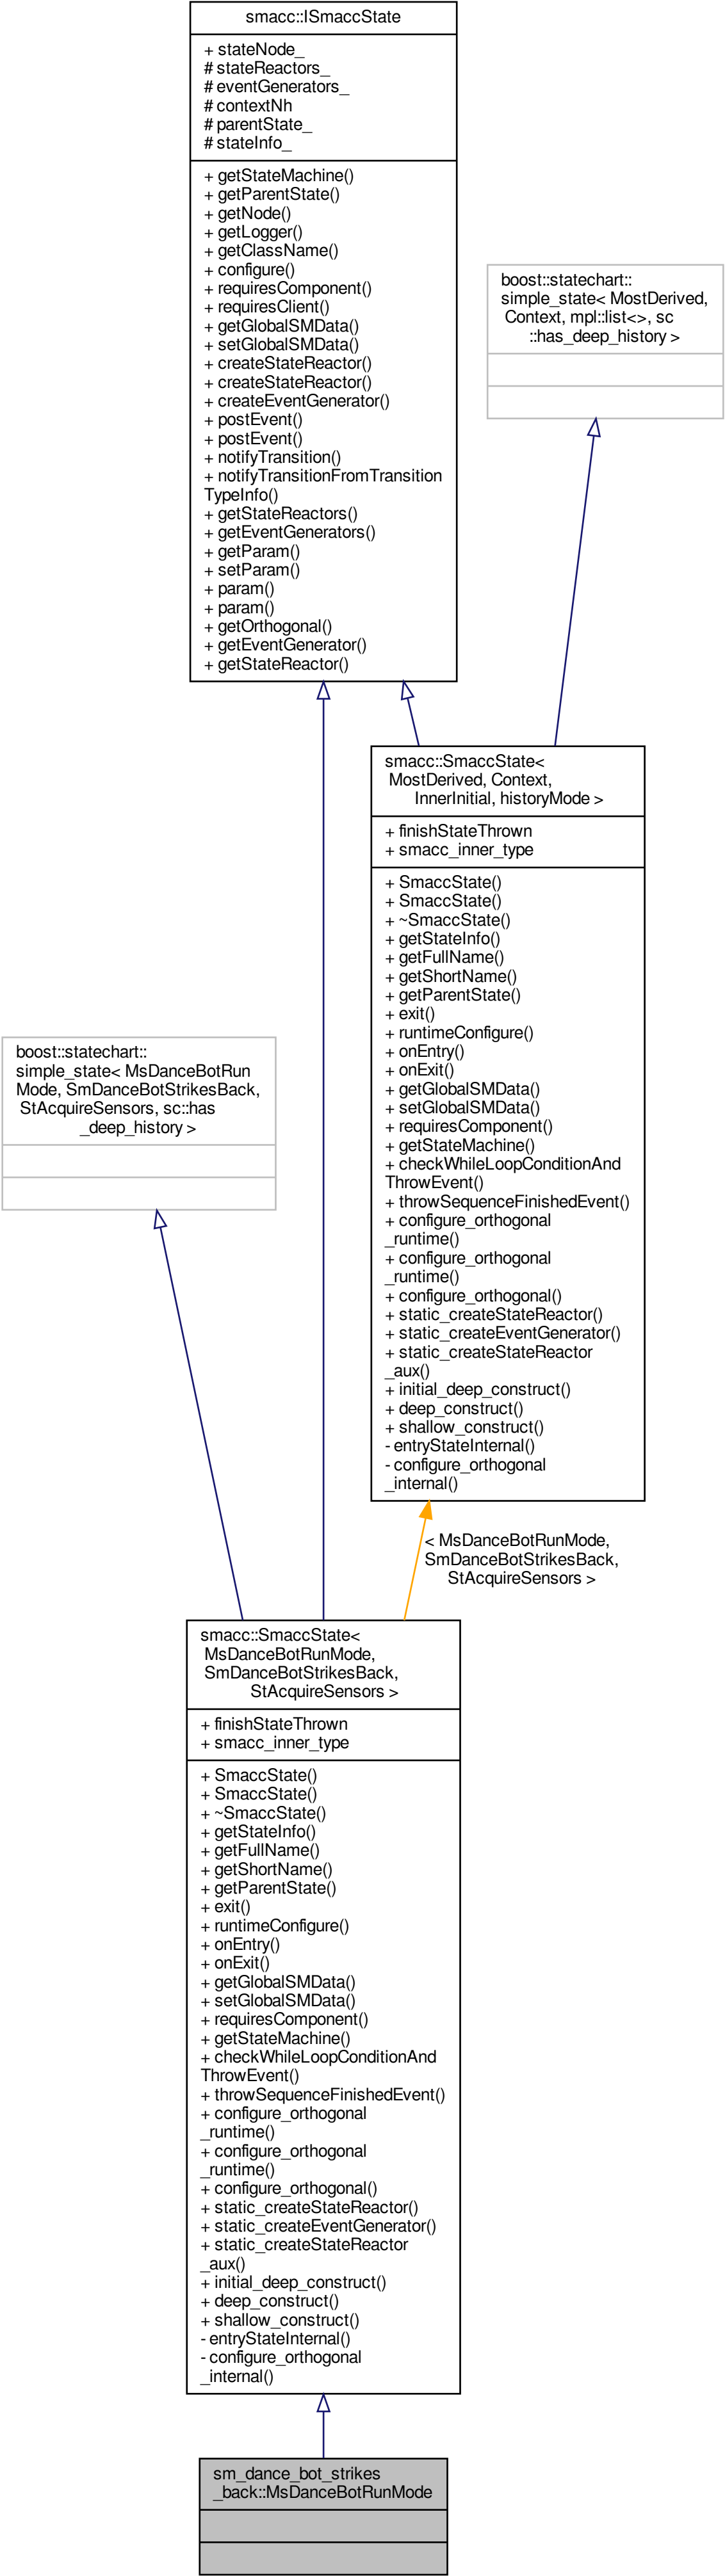 smacc::ISmaccState
+ stateNode_
# stateReactors_
# eventGenerators_
# contextNh
# parentState_
# stateInfo_
+ getStateMachine()
+ getParentState()
+ getNode()
+ getLogger()
+ getClassName()
+ configure()
+ requiresComponent()
+ requiresClient()
+ getGlobalSMData()
+ setGlobalSMData()
+ createStateReactor()
+ createStateReactor()
+ createEventGenerator()
+ postEvent()
+ postEvent()
+ notifyTransition()
+ notifyTransitionFromTransition
TypeInfo()
+ getStateReactors()
+ getEventGenerators()
+ getParam()
+ setParam()
+ param()
+ param()
+ getOrthogonal()
+ getEventGenerator()
+ getStateReactor()
boost::statechart::
simple_state< MostDerived,
Context, mpl::list<>, sc
::has_deep_history >
smacc::SmaccState<
MostDerived, Context,
InnerInitial, historyMode >
+ finishStateThrown
+ smacc_inner_type
+ SmaccState()
+ SmaccState()
+ ~SmaccState()
+ getStateInfo()
+ getFullName()
+ getShortName()
+ getParentState()
+ exit()
+ runtimeConfigure()
+ onEntry()
+ onExit()
+ getGlobalSMData()
+ setGlobalSMData()
+ requiresComponent()
+ getStateMachine()
+ checkWhileLoopConditionAnd
ThrowEvent()
+ throwSequenceFinishedEvent()
+ configure_orthogonal
_runtime()
+ configure_orthogonal
_runtime()
+ configure_orthogonal()
+ static_createStateReactor()
+ static_createEventGenerator()
+ static_createStateReactor
_aux()
+ initial_deep_construct()
+ deep_construct()
+ shallow_construct()
- entryStateInternal()
- configure_orthogonal
_internal()
boost::statechart::
simple_state< MsDanceBotRun
Mode, SmDanceBotStrikesBack,
StAcquireSensors, sc::has
_deep_history >
< MsDanceBotRunMode,
SmDanceBotStrikesBack,
StAcquireSensors >
smacc::SmaccState<
MsDanceBotRunMode,
SmDanceBotStrikesBack,
StAcquireSensors >
+ finishStateThrown
+ smacc_inner_type
+ SmaccState()
+ SmaccState()
+ ~SmaccState()
+ getStateInfo()
+ getFullName()
+ getShortName()
+ getParentState()
+ exit()
+ runtimeConfigure()
+ onEntry()
+ onExit()
+ getGlobalSMData()
+ setGlobalSMData()
+ requiresComponent()
+ getStateMachine()
+ checkWhileLoopConditionAnd
ThrowEvent()
+ throwSequenceFinishedEvent()
+ configure_orthogonal
_runtime()
+ configure_orthogonal
_runtime()
+ configure_orthogonal()
+ static_createStateReactor()
+ static_createEventGenerator()
+ static_createStateReactor
_aux()
+ initial_deep_construct()
+ deep_construct()
+ shallow_construct()
- entryStateInternal()
- configure_orthogonal
_internal()
sm_dance_bot_strikes
_back::MsDanceBotRunMode